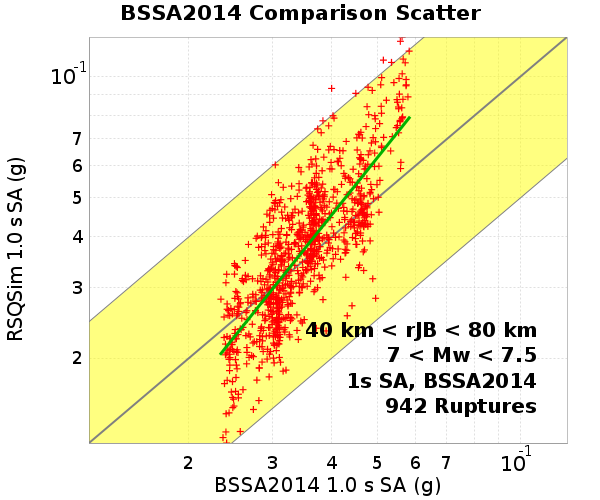 BSSA2014 Comparison Scatter
RSQSim 1.0 s SA (g)
10^-1
7
6
5
4
3
2
40 km < rJB < 80 km
7 < Mw < 7.5
1s SA, BSSA2014
942 Ruptures
2 3 4 5 6 7 10^-1
BSSA2014 1.0 s SA (g)